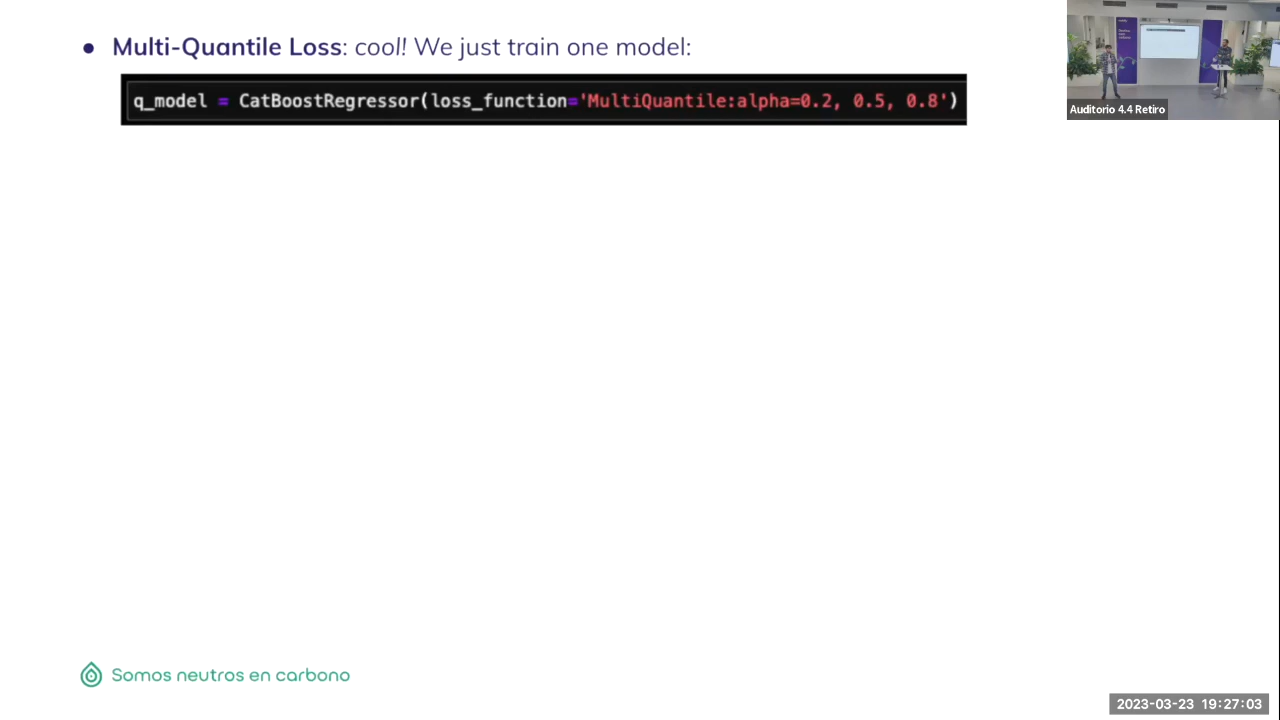 ● Multi-Quantile Loss: cool! We just train one model:
q_model = CatBoostRegressor(loss_function='MultiQuantile:alpha=0.2, 0.5, 0.8')
Auditorio 4.4 Retiro
Somos neutros en carbono
2023-03-23 19:27:03